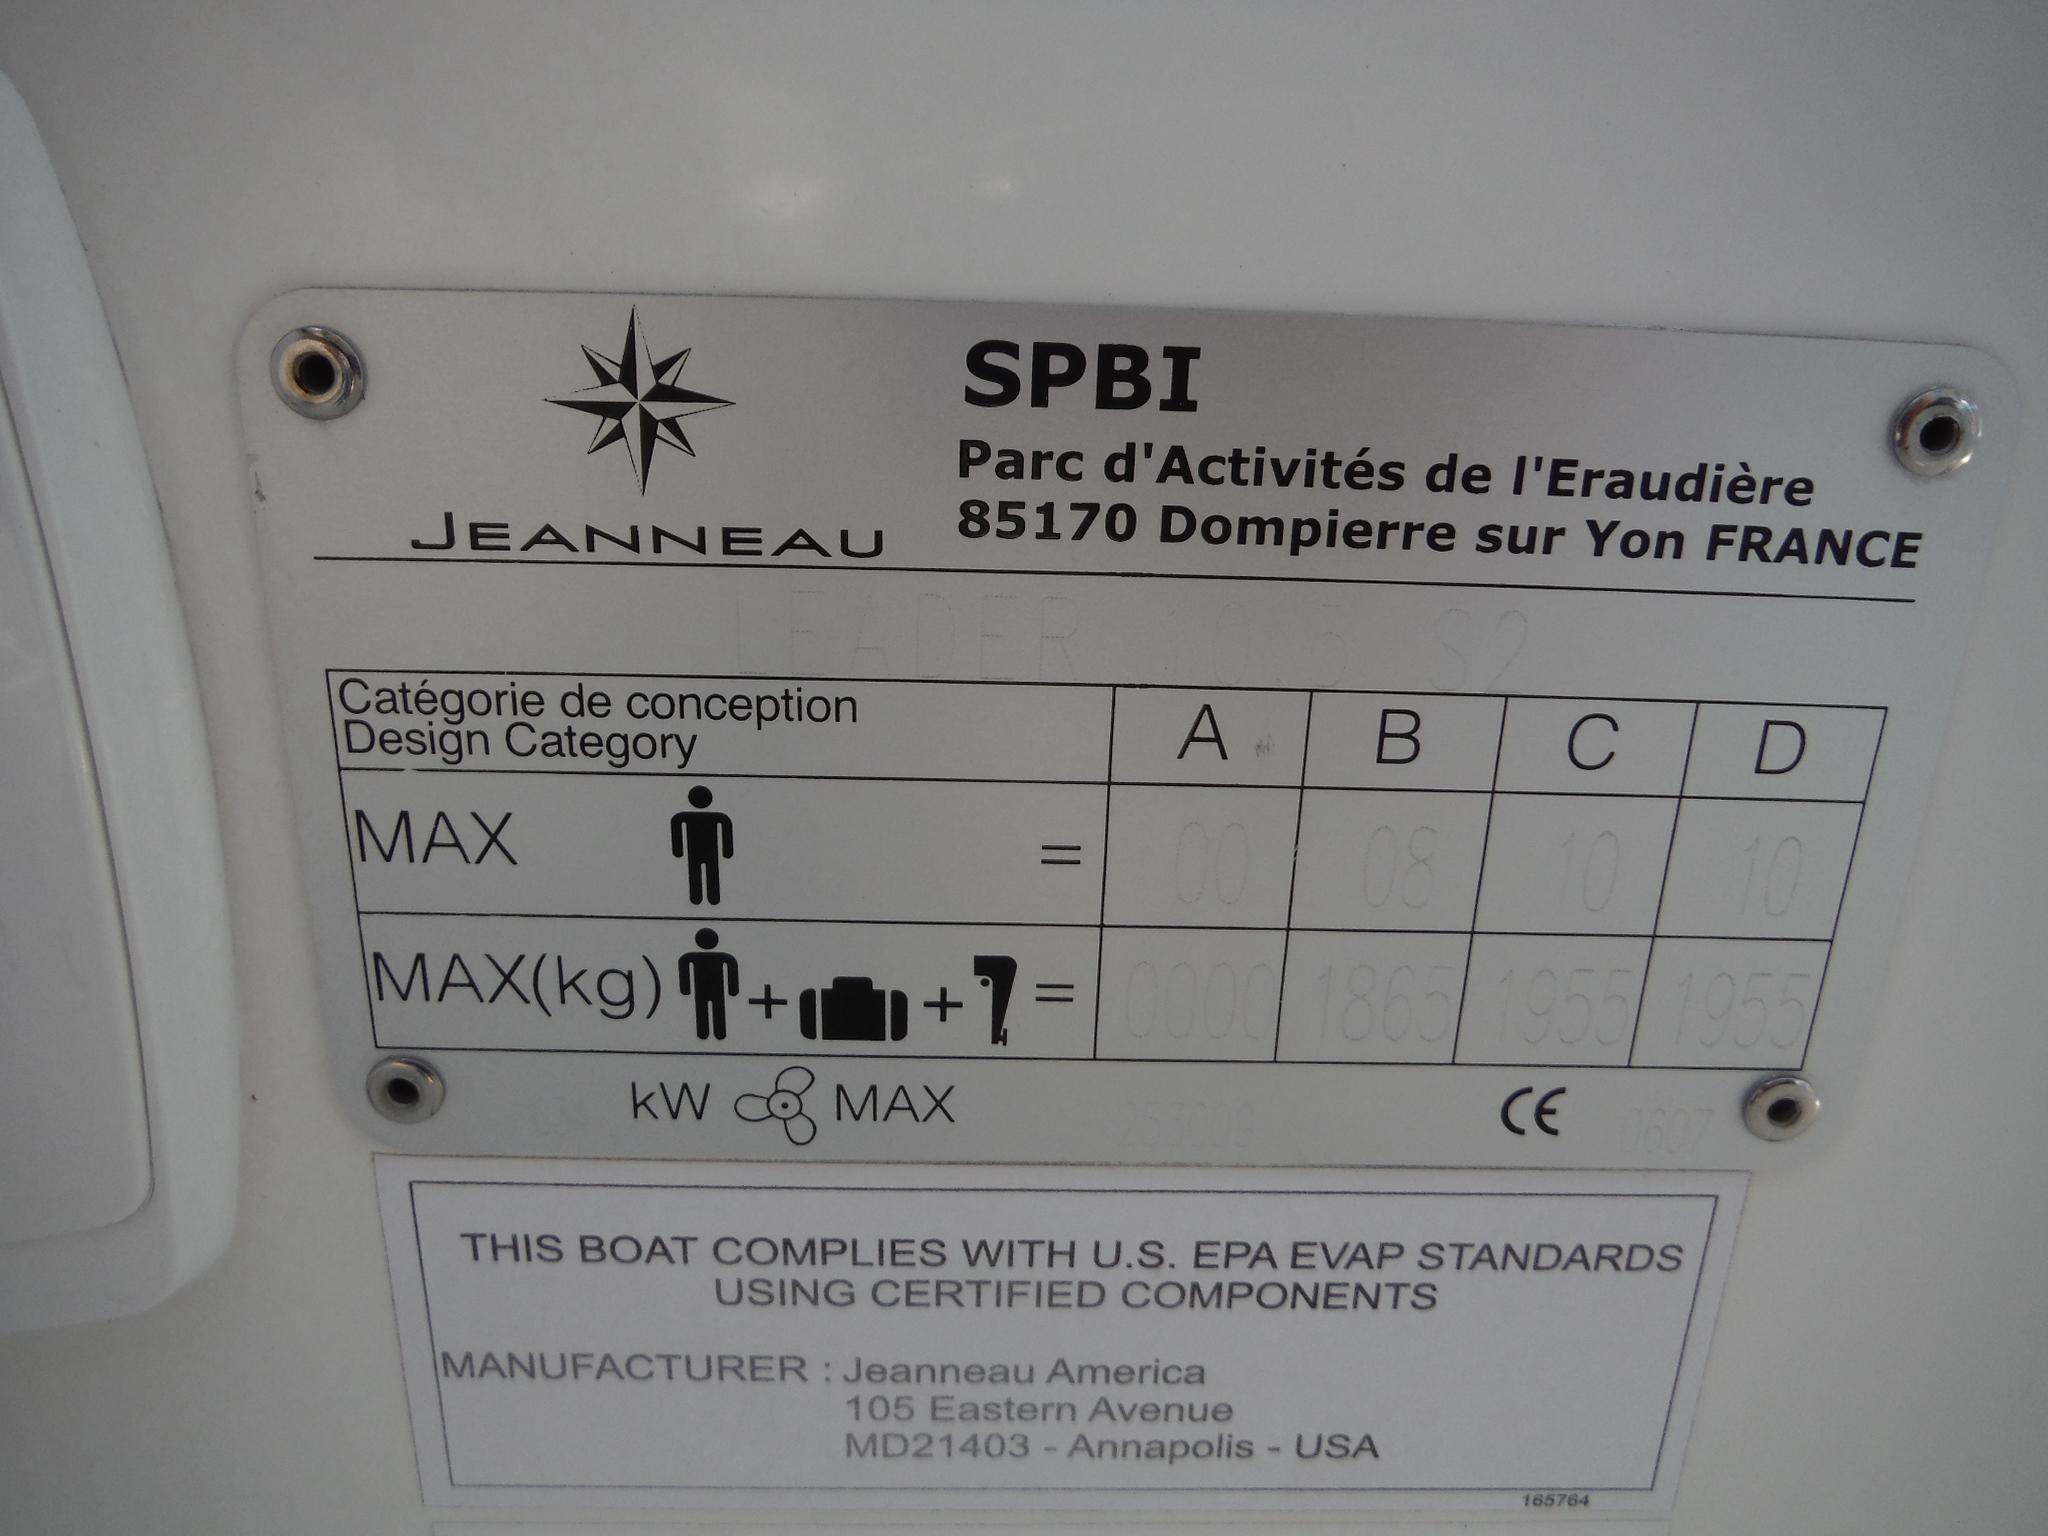 JEANNEAU
SPBI
Parc d'Activités de l'Eraudière
85170 Dompierre sur Yon FRANCE
LEADER 10.5 S2
Catégorie de conception
Design Category
A B C D
MAX = 00 08 10 10
MAX(kg) + + = 0000 1865 1955 1955
kW MAX
CE 0607
THIS BOAT COMPLIES WITH U.S. EPA EVAP STANDARDS
USING CERTIFIED COMPONENTS
MANUFACTURER : Jeanneau America
105 Eastern Avenue
MD21403 - Annapolis - USA
165764